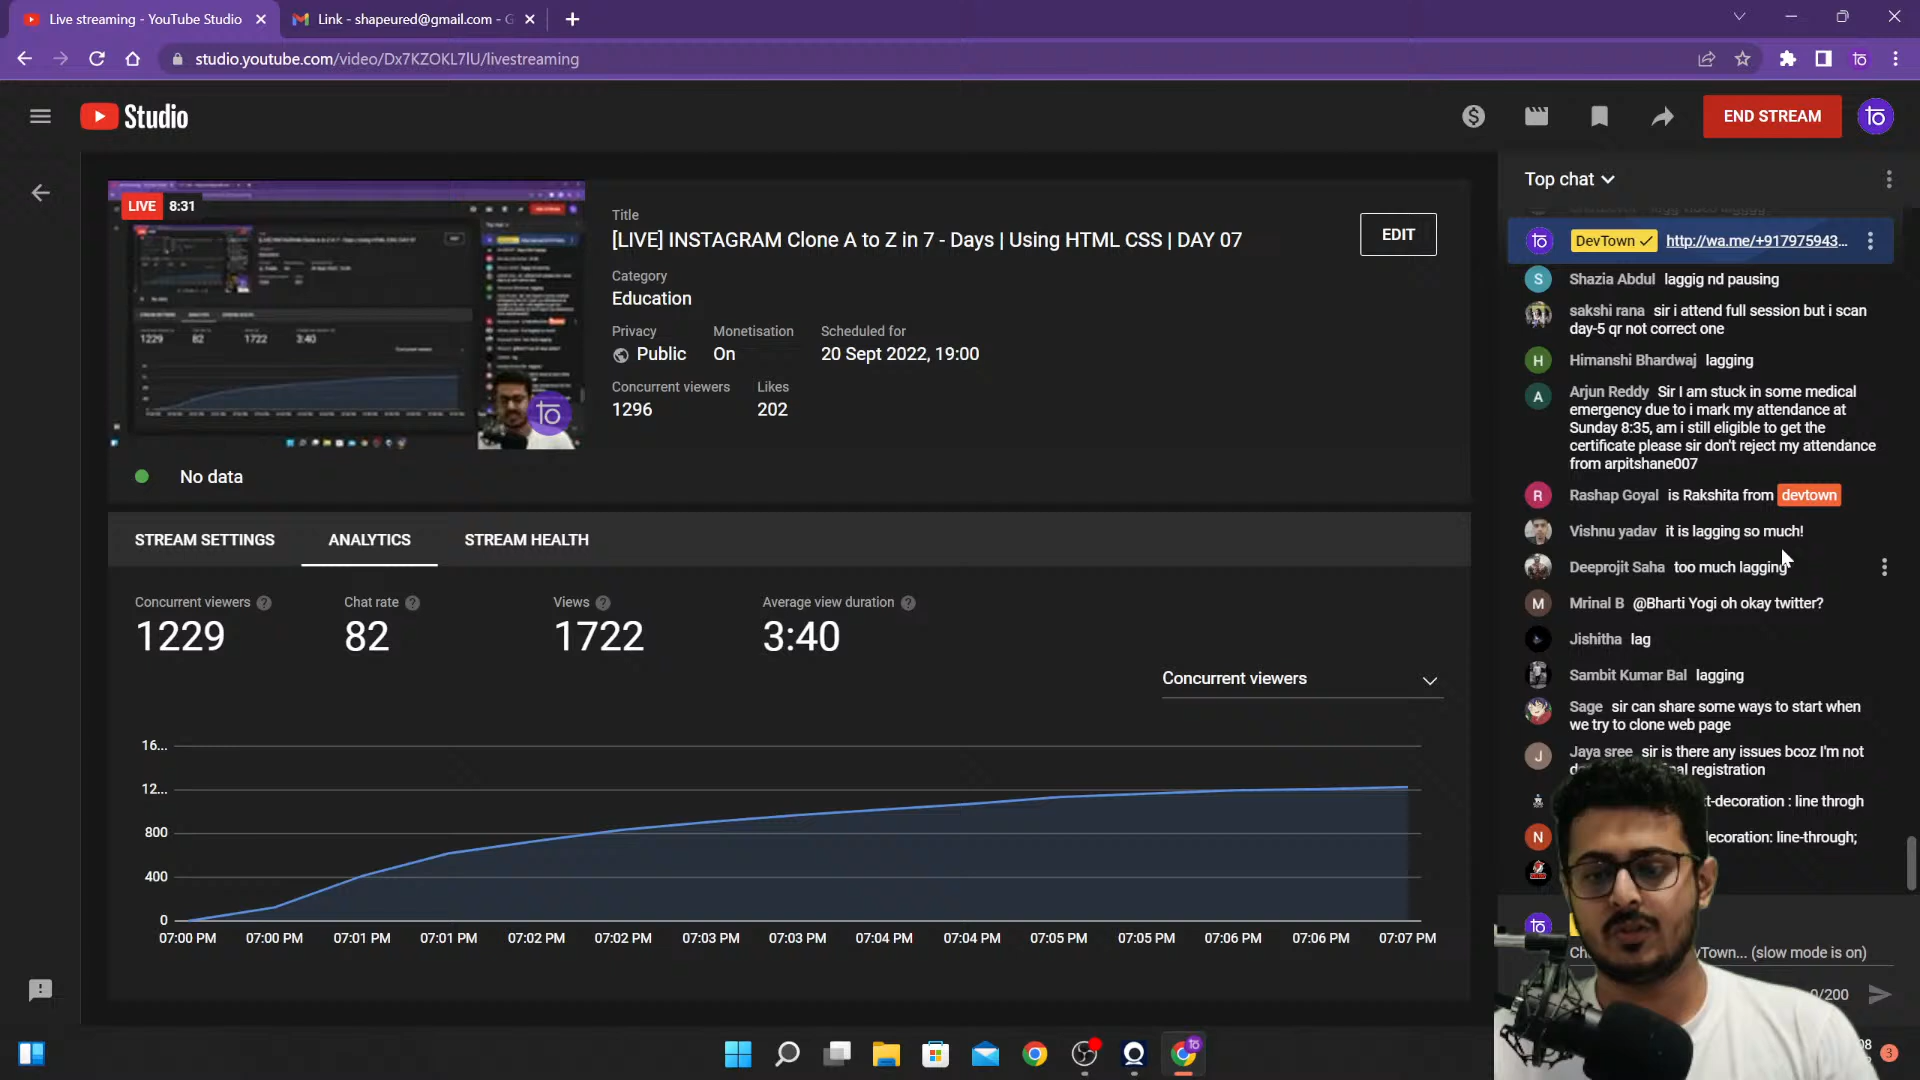 Live streaming - YouTube Studio
Link - shapeured@gmail.com - G
studio.youtube.com/video/Dx7KZOKL7lU/livestreaming
Studio
END STREAM
LIVE 8:31
Title
[LIVE] INSTAGRAM Clone A to Z in 7 - Days | Using HTML CSS | DAY 07
EDIT
Category
Education
Privacy Monetisation Scheduled for
Public On 20 Sept 2022, 19:00
Concurrent viewers Likes
1296 202
No data
STREAM SETTINGS ANALYTICS STREAM HEALTH
Concurrent viewers Chat rate Views Average view duration
1229 82 1722 3:40
Concurrent viewers
16...
12...
800
400
0
07:00 PM 07:00 PM 07:01 PM 07:01 PM 07:02 PM 07:02 PM 07:03 PM 07:03 PM 07:04 PM 07:04 PM 07:05 PM 07:05 PM 07:06 PM 07:06 PM 07:07 PM
Top chat
DevTown http://wa.me/+917975943...
Shazia Abdul laggig nd pausing
sakshi rana sir i attend full session but i scan
day-5 qr not correct one
Himanshi Bhardwaj lagging
Arjun Reddy Sir I am stuck in some medical
emergency due to i mark my attendance at
Sunday 8:35, am i still eligible to get the
certificate please sir don't reject my attendance
from arpitshane007
Rashap Goyal is Rakshita from devtown
Vishnu yadav it is lagging so much!
Deeprojit Saha too much lagging
Mrinal B @Bharti Yogi oh okay twitter?
Jishitha lag
Sambit Kumar Bal lagging
Sage sir can share some ways to start when
we try to clone web page
Jaya sree sir is there any issues bcoz I'm not
registration
: line throgh
line-through;
(slow mode is on)
/200
3